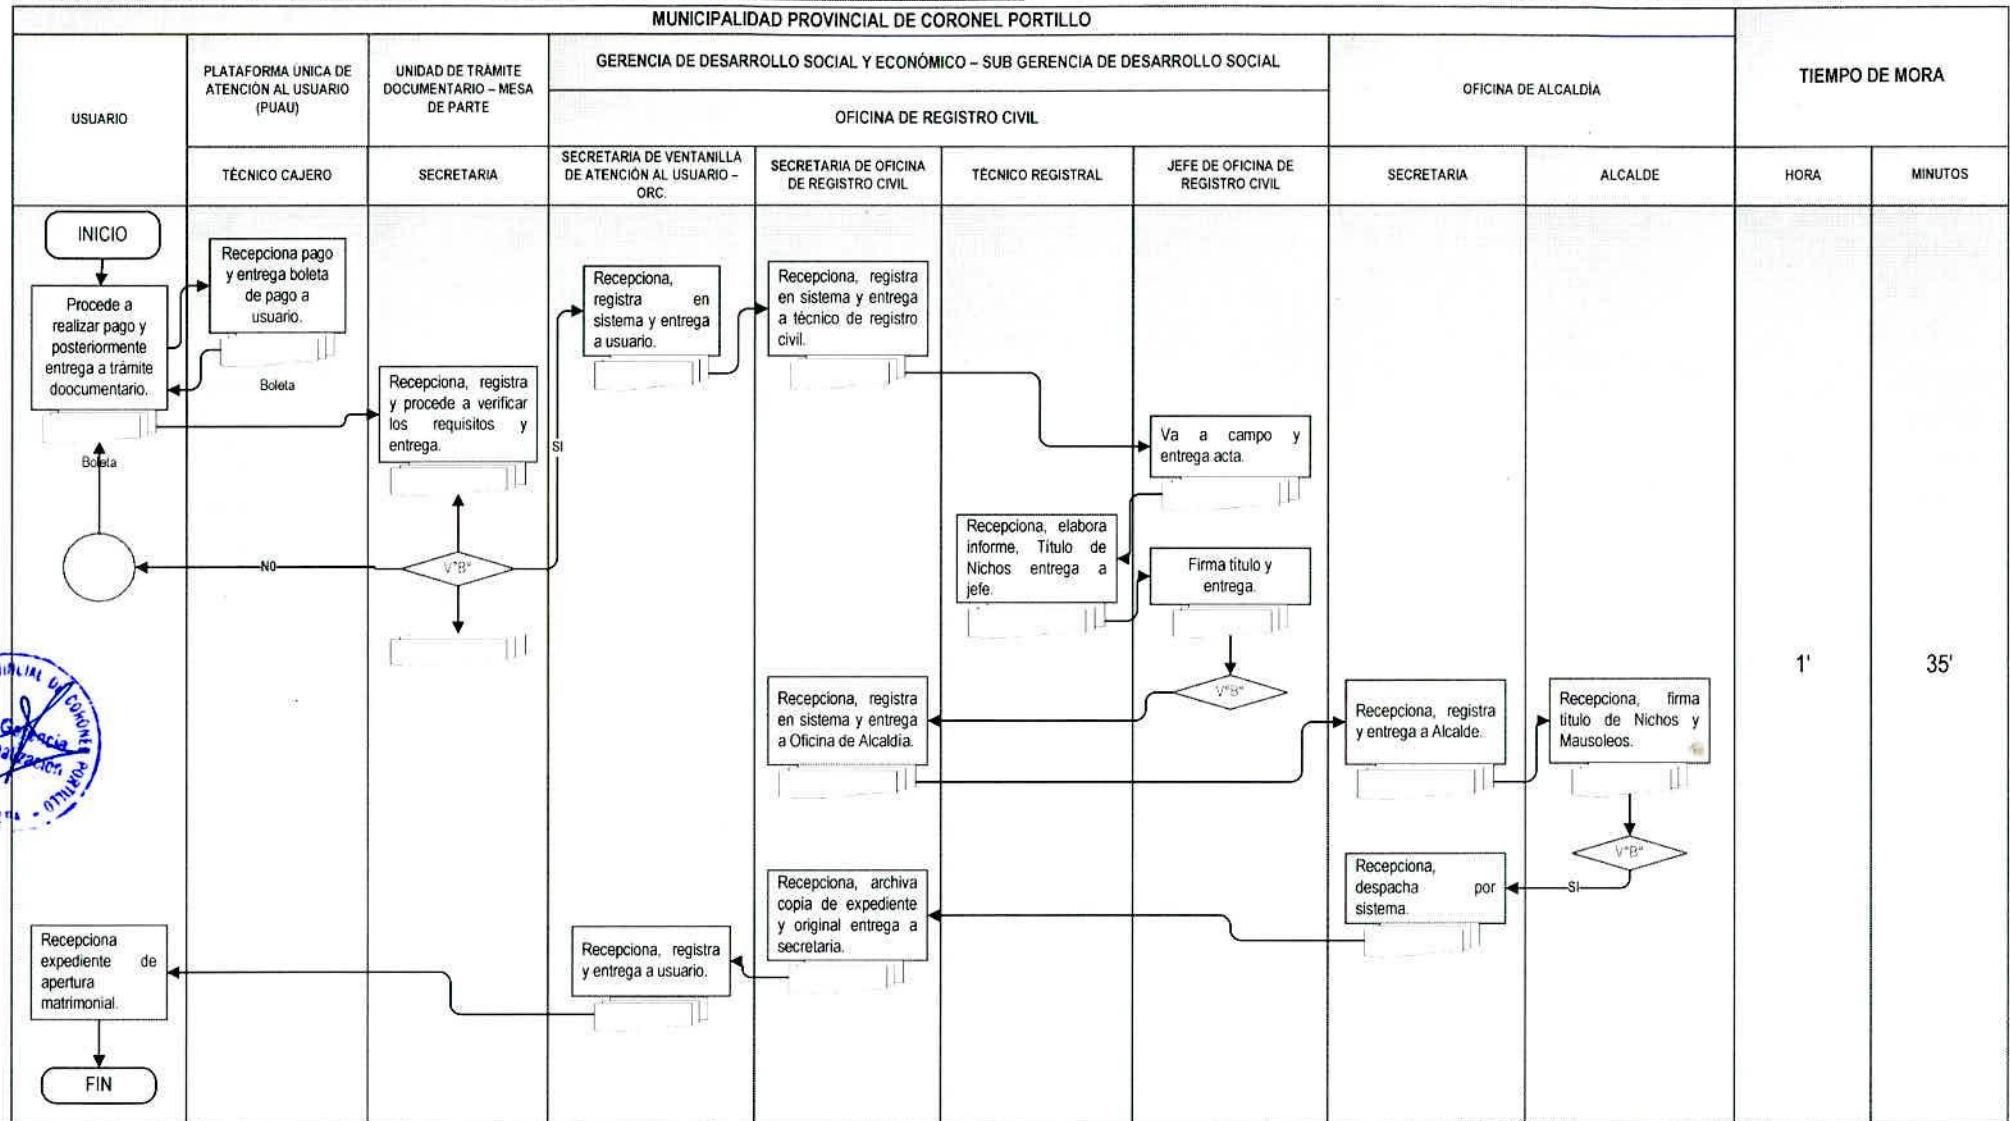 MUNICIPALIDAD PROVINCIAL DE CORONEL PORTILLO
USUARIO
PLATAFORMA ÚNICA DE
ATENCIÓN AL USUARIO
(PUAU)
UNIDAD DE TRÁMITE
DOCUMENTARIO – MESA
DE PARTE
GERENCIA DE DESARROLLO SOCIAL Y ECONÓMICO – SUB GERENCIA DE DESARROLLO SOCIAL
OFICINA DE REGISTRO CIVIL
OFICINA DE ALCALDÍA
TIEMPO DE MORA
TÉCNICO CAJERO
SECRETARIA
SECRETARIA DE VENTANILLA
DE ATENCIÓN AL USUARIO –
ORC.
SECRETARIA DE OFICINA
DE REGISTRO CIVIL
TÉCNICO REGISTRAL
JEFE DE OFICINA DE
REGISTRO CIVIL
SECRETARIA
ALCALDE
HORA
MINUTOS
INICIO
Procede a
realizar pago y
posteriormente
entrega a trámite
doocumentario.
Boleta
Recepciona pago
y entrega boleta
de pago a
usuario.
Boleta
Recepciona, registra
y procede a verificar
los requisitos y
entrega.
V°B°
NO
SI
Recepciona,
registra en
sistema y entrega
a usuario.
Recepciona, registra
en sistema y entrega
a técnico de registro
civil.
Va a campo y
entrega acta.
Recepciona, elabora
informe, Título de
Nichos entrega a
jefe.
Firma titulo y
entrega.
V°B°
Recepciona, registra
en sistema y entrega
a Oficina de Alcaldía.
Recepciona, registra
y entrega a Alcalde.
Recepciona, firma
titulo de Nichos y
Mausoleos.
V°B°
SI
Recepciona,
despacha por
sistema.
Recepciona, archiva
copia de expediente
y original entrega a
secretaria.
Recepciona, registra
y entrega a usuario.
Recepciona
expediente de
apertura
matrimonial.
FIN
1'
35'
DE CORONEL PORTILLO
Gerencia